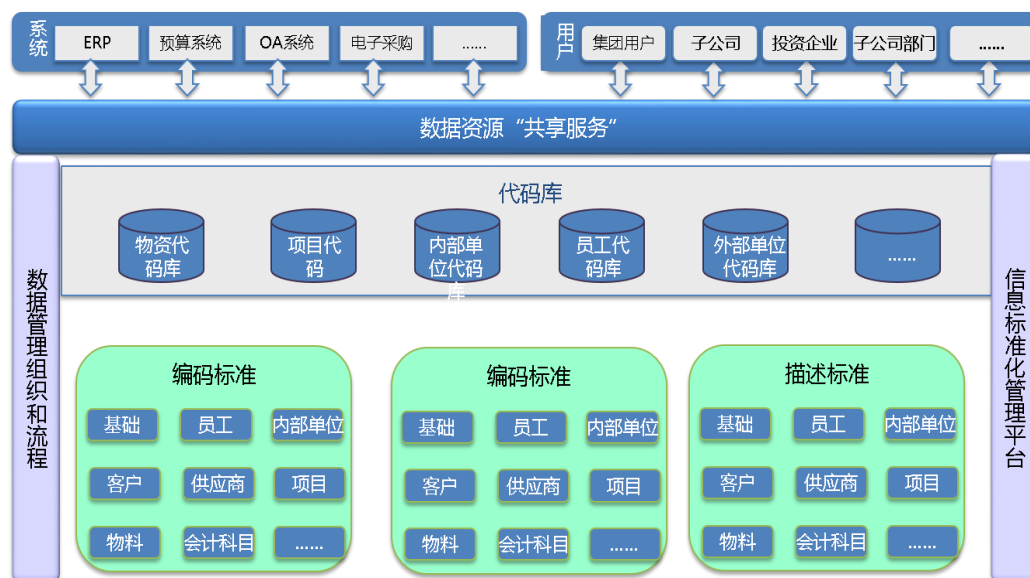 系统
ERP
预算系统
OA系统
电子采购
......
用户
集团用户
子公司
投资企业
子公司部门
......
数据资源“共享服务”
数据管理组织和流程
代码库
物资代
码库
项目代
码
内部单
位代码
库
员工代
码库
外部单位
代码库
......
信息标准化管理平台
编码标准
基础
员工
内部单位
客户
供应商
项目
物料
会计科目
......
编码标准
基础
员工
内部单位
客户
供应商
项目
物料
会计科目
......
描述标准
基础
员工
内部单位
客户
供应商
项目
物料
会计科目
......